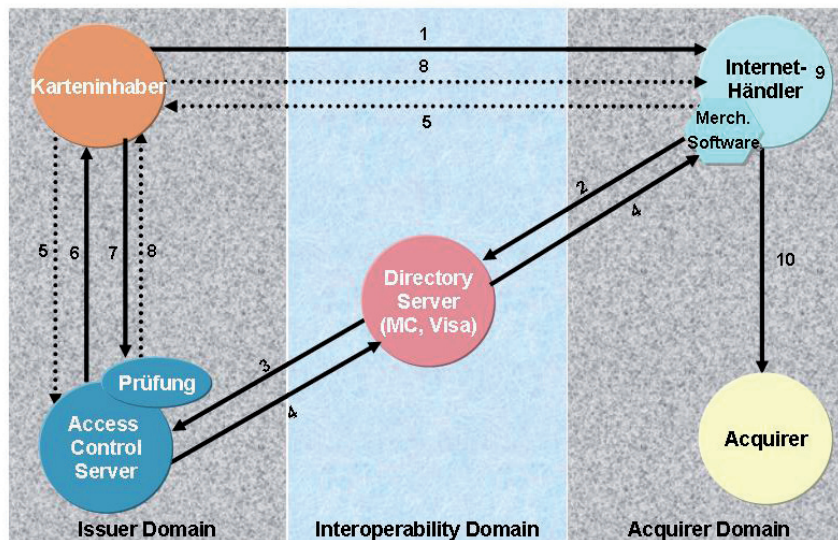 1
Karteninhaber
8
Internet-
Händler
9
5
Merch.
Software
2
4
5
6
7
8
10
Directory
Server
(MC, Visa)
3
4
Prüfung
Access
Control
Server
Acquirer
Issuer Domain
Interoperability Domain
Acquirer Domain